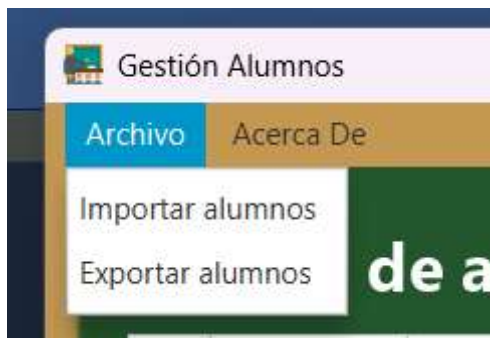 Gestión Alumnos
Archivo Acerca De
Importar alumnos
Exportar alumnos
de a